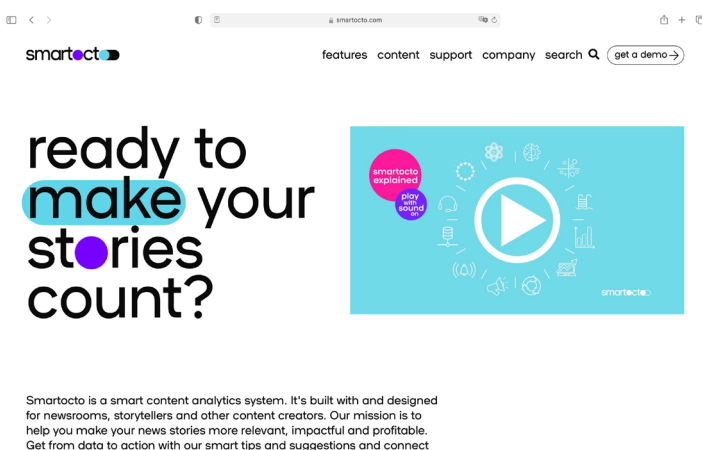 smartocto.com
smartocto
features content support company search get a demo
ready to
make your
stories
count?
smartocto
explained
play
with
sound
on
smartocto
Smartocto is a smart content analytics system. It's built with and designed
for newsrooms, storytellers and other content creators. Our mission is to
help you make your news stories more relevant, impactful and profitable.
Get from data to action with our smart tips and suggestions and connect